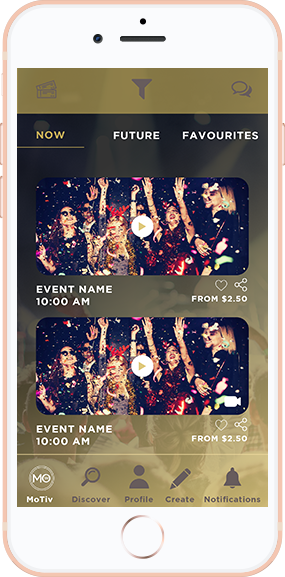 NOW FUTURE FAVOURITES
EVENT NAME
10:00 AM
FROM $2.50
EVENT NAME
10:00 AM
FROM $2.50
MO
MoTiv Discover Profile Create Notifications